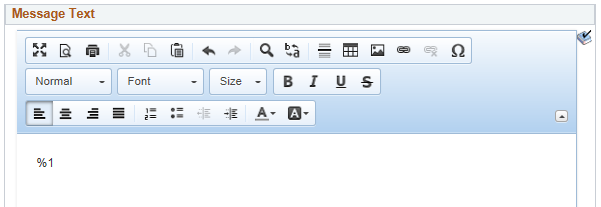 Message Text
Normal Font Size B I U S
A A
%1